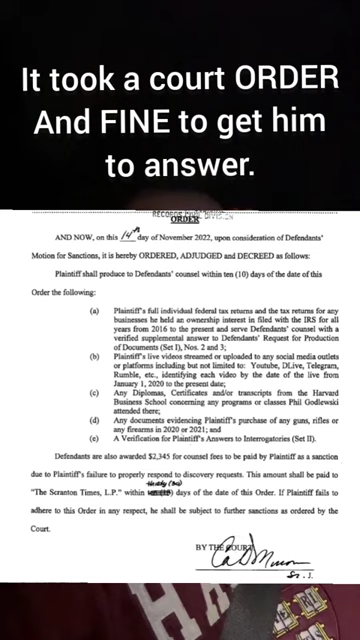 It took a court ORDER
And FINE to get him
to answer.
ORDER
AND NOW, on this 14th day of November 2022, upon consideration of Defendants'
Motion for Sanctions, it is hereby ORDERED, ADJUDGED and DECREED as follows:
Plaintiff shall produce to Defendants' counsel within ten (10) days of the date of this
Order the following:
(a) Plaintiff's full individual federal tax returns and the tax returns for any
businesses he held an ownership interest in filed with the IRS for all
years from 2016 to the present and serve Defendants' counsel with a
verified supplemental answer to Defendants' Request for Production
of Documents (Set I), Nos. 2 and 3;
(b) Plaintiff's live videos streamed or uploaded to any social media outlets
or platforms including but not limited to: Youtube, DLive, Telegram,
Rumble, etc., identifying each video by the date of the live from
January 1, 2020 to the present date;
(c) Any Diplomas, Certificates and/or transcripts from the Harvard
Business School concerning any programs or classes Phil Godlewski
attended there;
(d) Any documents evidencing Plaintiff's purchase of any guns, rifles or
any firearms in 2020 or 2021; and
(e) A Verification for Plaintiff's Answers to Interrogatories (Set II).
Defendants are also awarded $2,345 for counsel fees to be paid by Plaintiff as a sanction
due to Plaintiff's failure to properly respond to discovery requests. This amount shall be paid to
"The Scranton Times, L.P." within thirty (30) days of the date of this Order. If Plaintiff fails to
adhere to this Order in any respect, he shall be subject to further sanctions as ordered by the
Court.
BY THE COURT